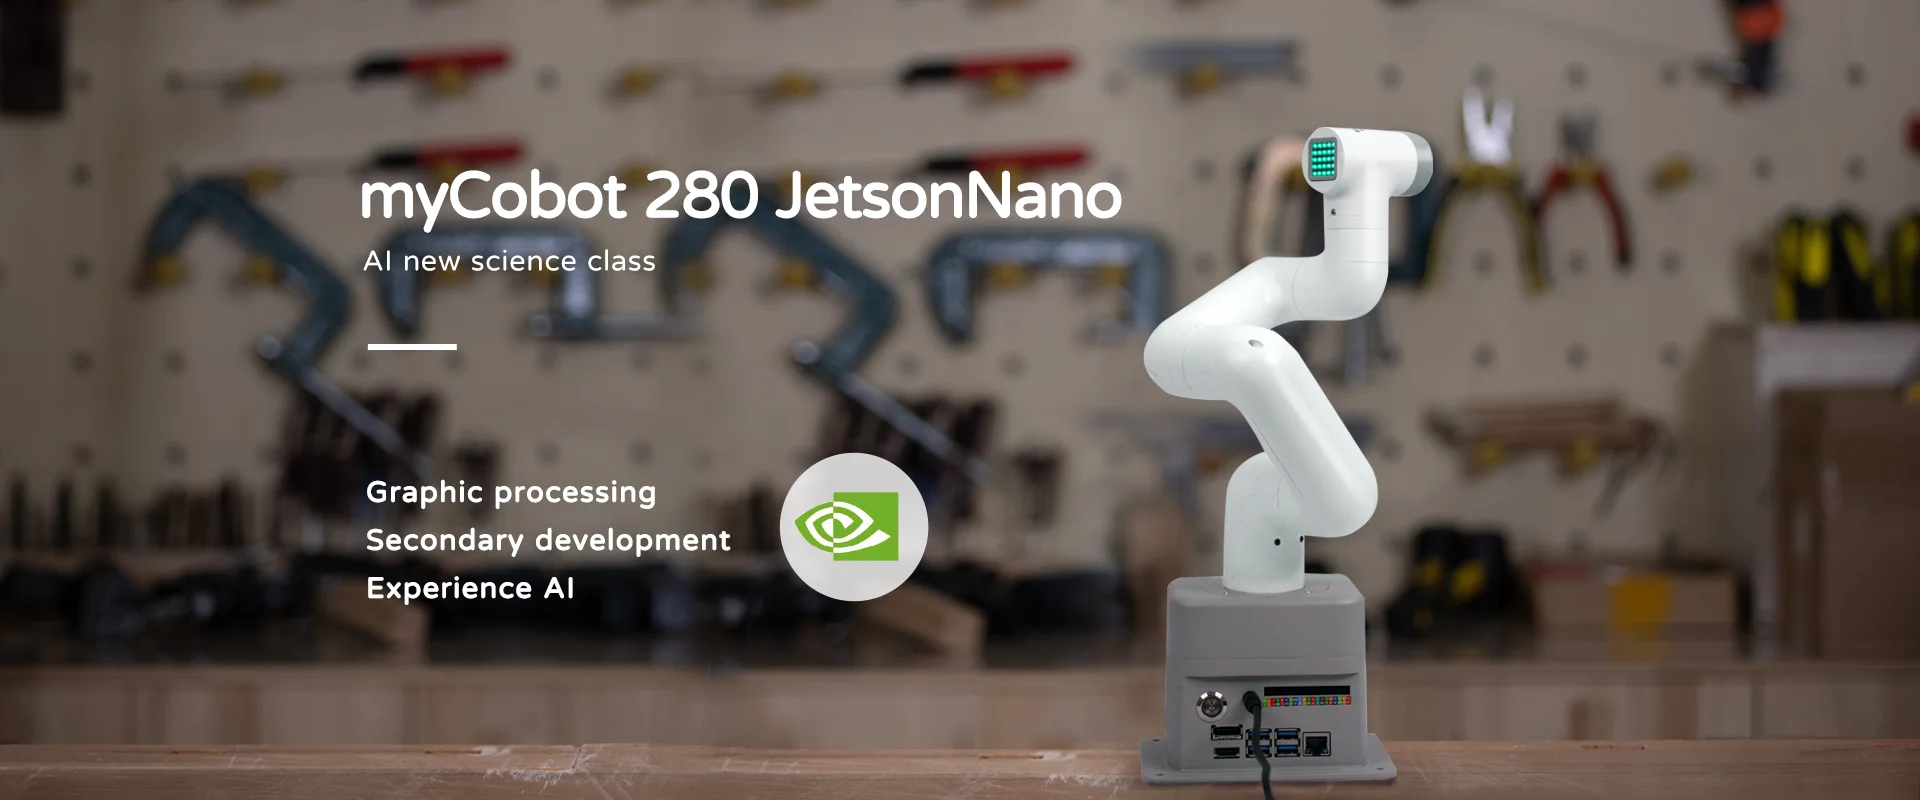 myCobot 280 JetsonNano
AI new science class
Graphic processing
Secondary development
Experience AI